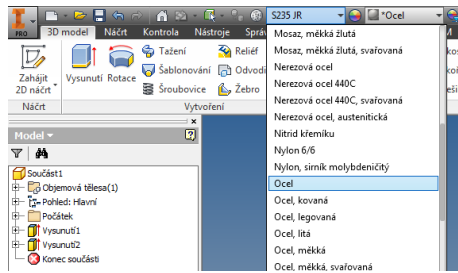 PRO
S235 JR
*Ocel
3D model Náčrt Kontrola Nástroje Sprá
Zahájit
2D náčrt
Vysunutí
Rotace
Tažení
Šablonování
Šroubovice
Reliéf
Odvodi
Žebro
Náčrt
Vytvoření
Model
Součást1
Objemová tělesa(1)
Pohled: Hlavní
Počátek
Vysunutí1
Vysunutí2
Konec součásti
Mosaz, měkká žlutá
Mosaz, měkká žlutá, svařovaná
Nerezová ocel
Nerezová ocel 440C
Nerezová ocel 440C, svařovaná
Nerezová ocel, austenitická
Nitrid křemíku
Nylon 6/6
Nylon, sirník molybdeničitý
Ocel
Ocel, kovaná
Ocel, legovaná
Ocel, litá
Ocel, měkká
Ocel, měkká, svařovaná